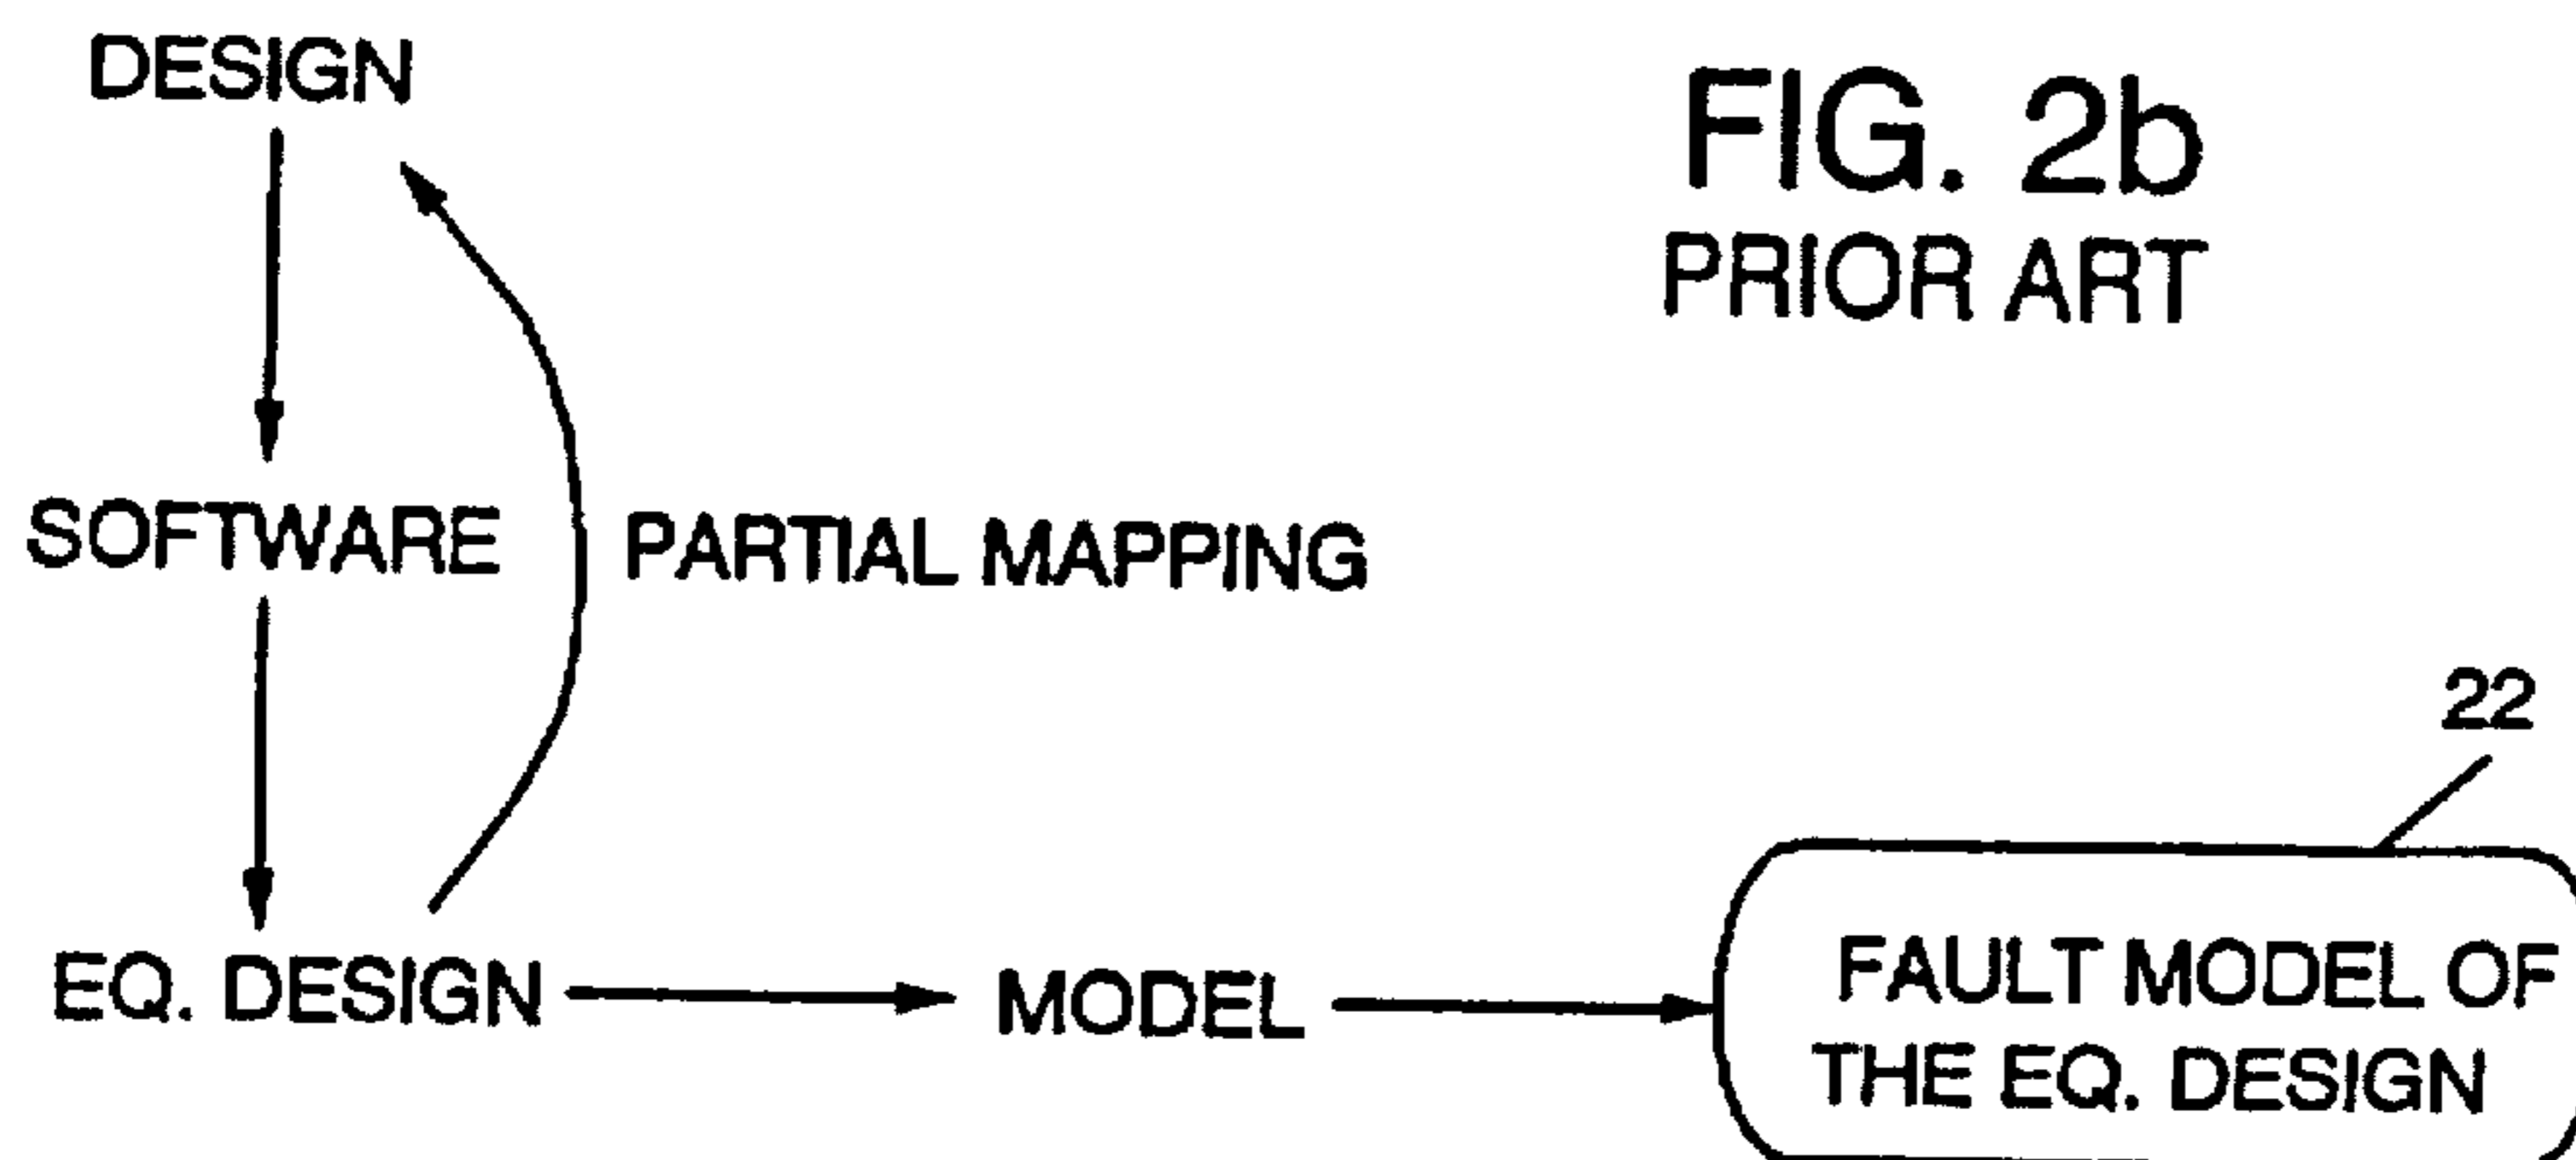 DESIGN
FIG. 2b
PRIOR ART
SOFTWARE
PARTIAL MAPPING
22
EQ. DESIGN
MODEL
FAULT MODEL OF
THE EQ. DESIGN